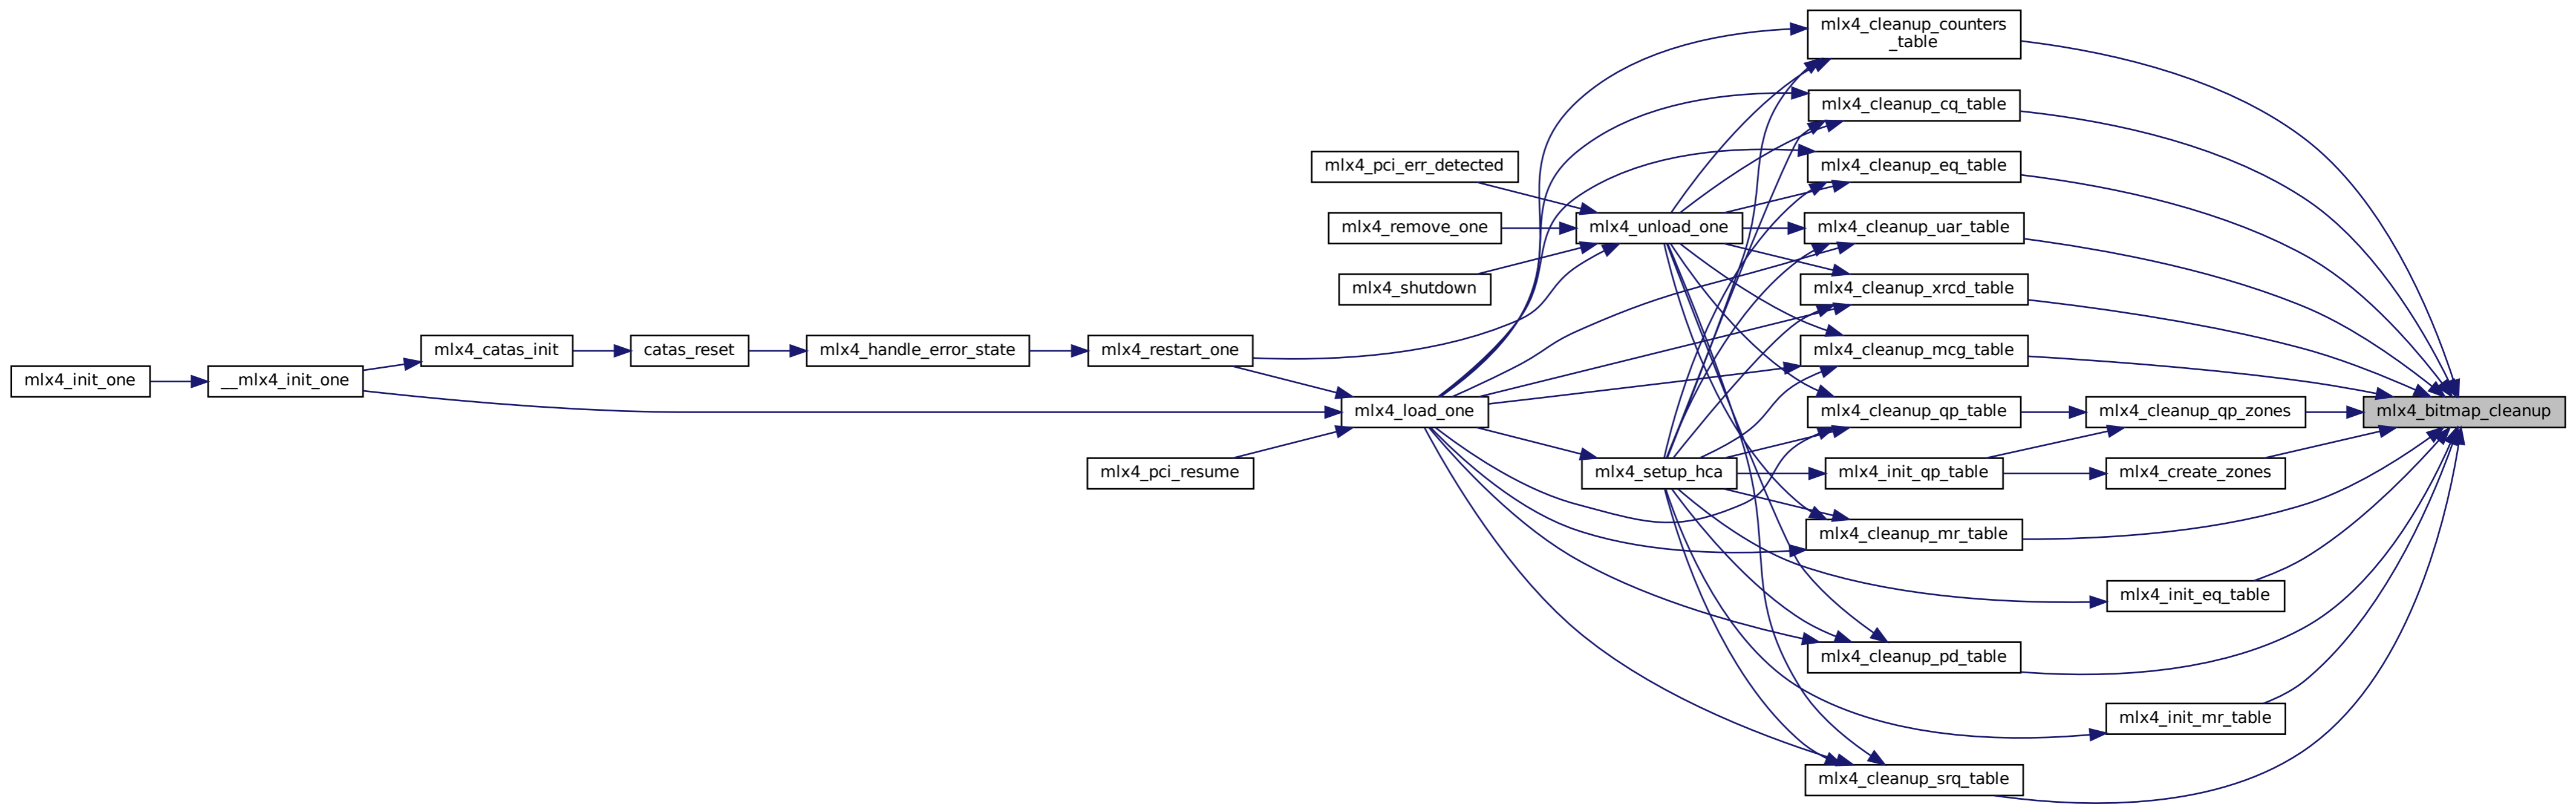 mlx4_cleanup_counters
_table
mlx4_cleanup_cq_table
mlx4_pci_err_detected
mlx4_cleanup_eq_table
mlx4_remove_one
mlx4_unload_one
mlx4_cleanup_uar_table
mlx4_shutdown
mlx4_cleanup_xrcd_table
mlx4_catas_init
catas_reset
mlx4_handle_error_state
mlx4_restart_one
mlx4_cleanup_mcg_table
mlx4_init_one
__mlx4_init_one
mlx4_load_one
mlx4_cleanup_qp_table
mlx4_cleanup_qp_zones
mlx4_bitmap_cleanup
mlx4_pci_resume
mlx4_setup_hca
mlx4_init_qp_table
mlx4_create_zones
mlx4_cleanup_mr_table
mlx4_init_eq_table
mlx4_cleanup_pd_table
mlx4_init_mr_table
mlx4_cleanup_srq_table